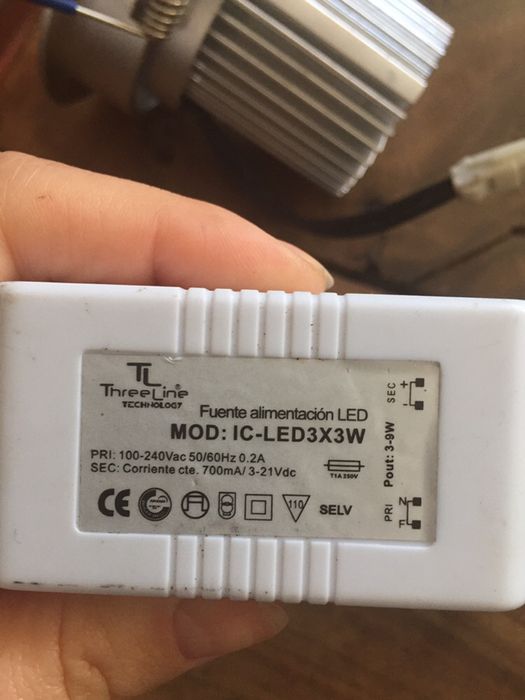 TL
ThreeLine
TECHNOLOGY
Fuente alimentación LED
MOD: IC-LED3X3W
PRI: 100-240Vac 50/60Hz 0.2A
SEC: Corriente cte. 700mA/ 3-21Vdc
T1A 250V
CE
110
SELV
SEC
+
-
Pout: 3-9W
PRI
N
F